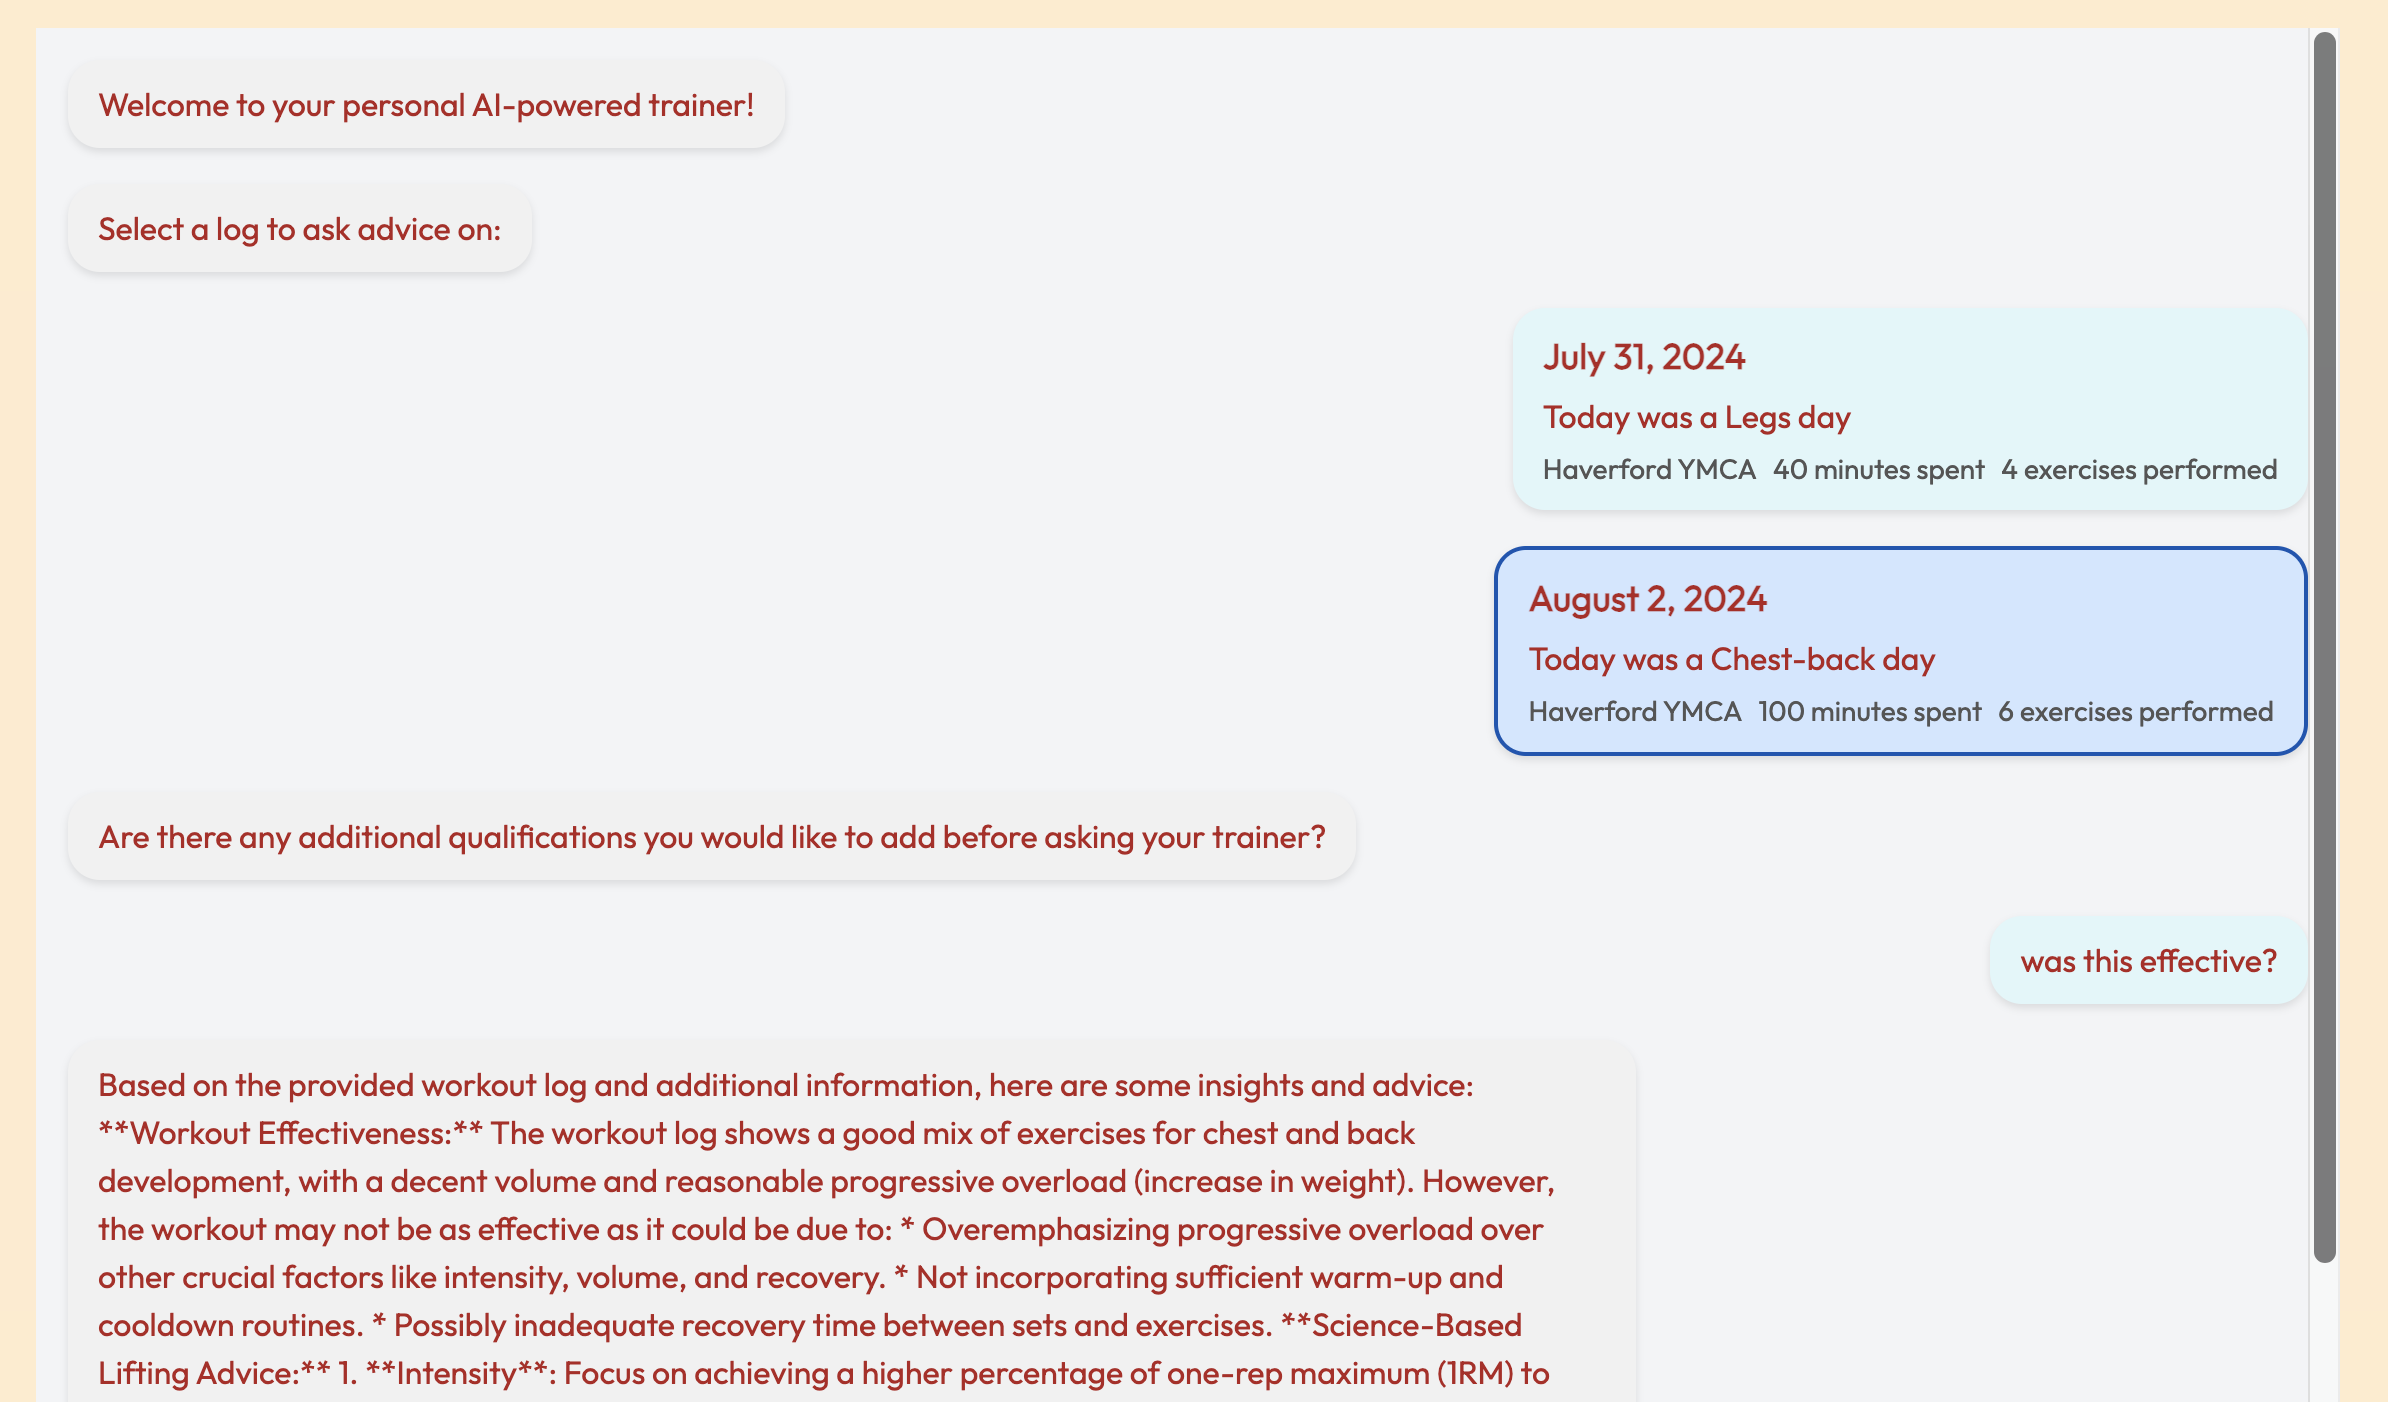 Welcome to your personal AI-powered trainer!
Select a log to ask advice on:
July 31, 2024
Today was a Legs day
Haverford YMCA 40 minutes spent 4 exercises performed
August 2, 2024
Today was a Chest-back day
Haverford YMCA 100 minutes spent 6 exercises performed
Are there any additional qualifications you would like to add before asking your trainer?
was this effective?
Based on the provided workout log and additional information, here are some insights and advice:
**Workout Effectiveness:** The workout log shows a good mix of exercises for chest and back
development, with a decent volume and reasonable progressive overload (increase in weight). However,
the workout may not be as effective as it could be due to: * Overemphasizing progressive overload over
other crucial factors like intensity, volume, and recovery. * Not incorporating sufficient warm-up and
cooldown routines. * Possibly inadequate recovery time between sets and exercises. **Science-Based
Lifting Advice:** 1. **Intensity**: Focus on achieving a higher percentage of one-rep maximum (1RM) to